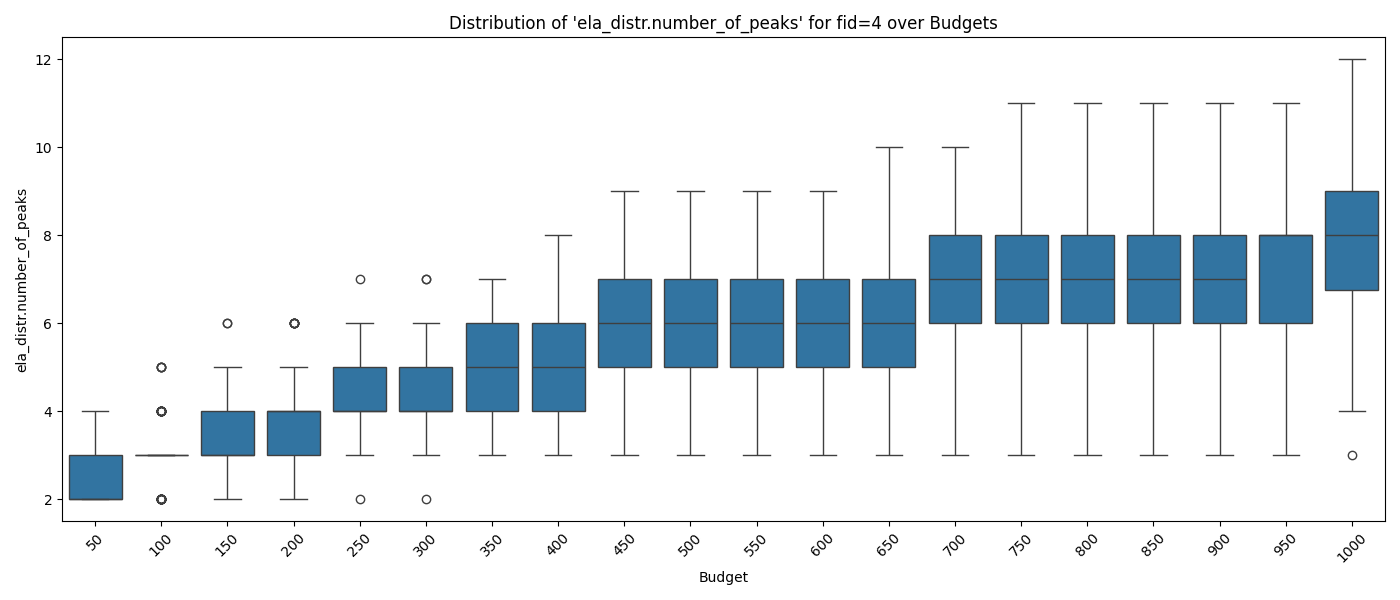 Distribution of 'ela_distr.number_of_peaks' for fid=4 over Budgets
ela_distr.number_of_peaks
12
10
8
6
4
2
50 100 150 200 250 300 350 400 450 500 550 600 650 700 750 800 850 900 950 1000
Budget